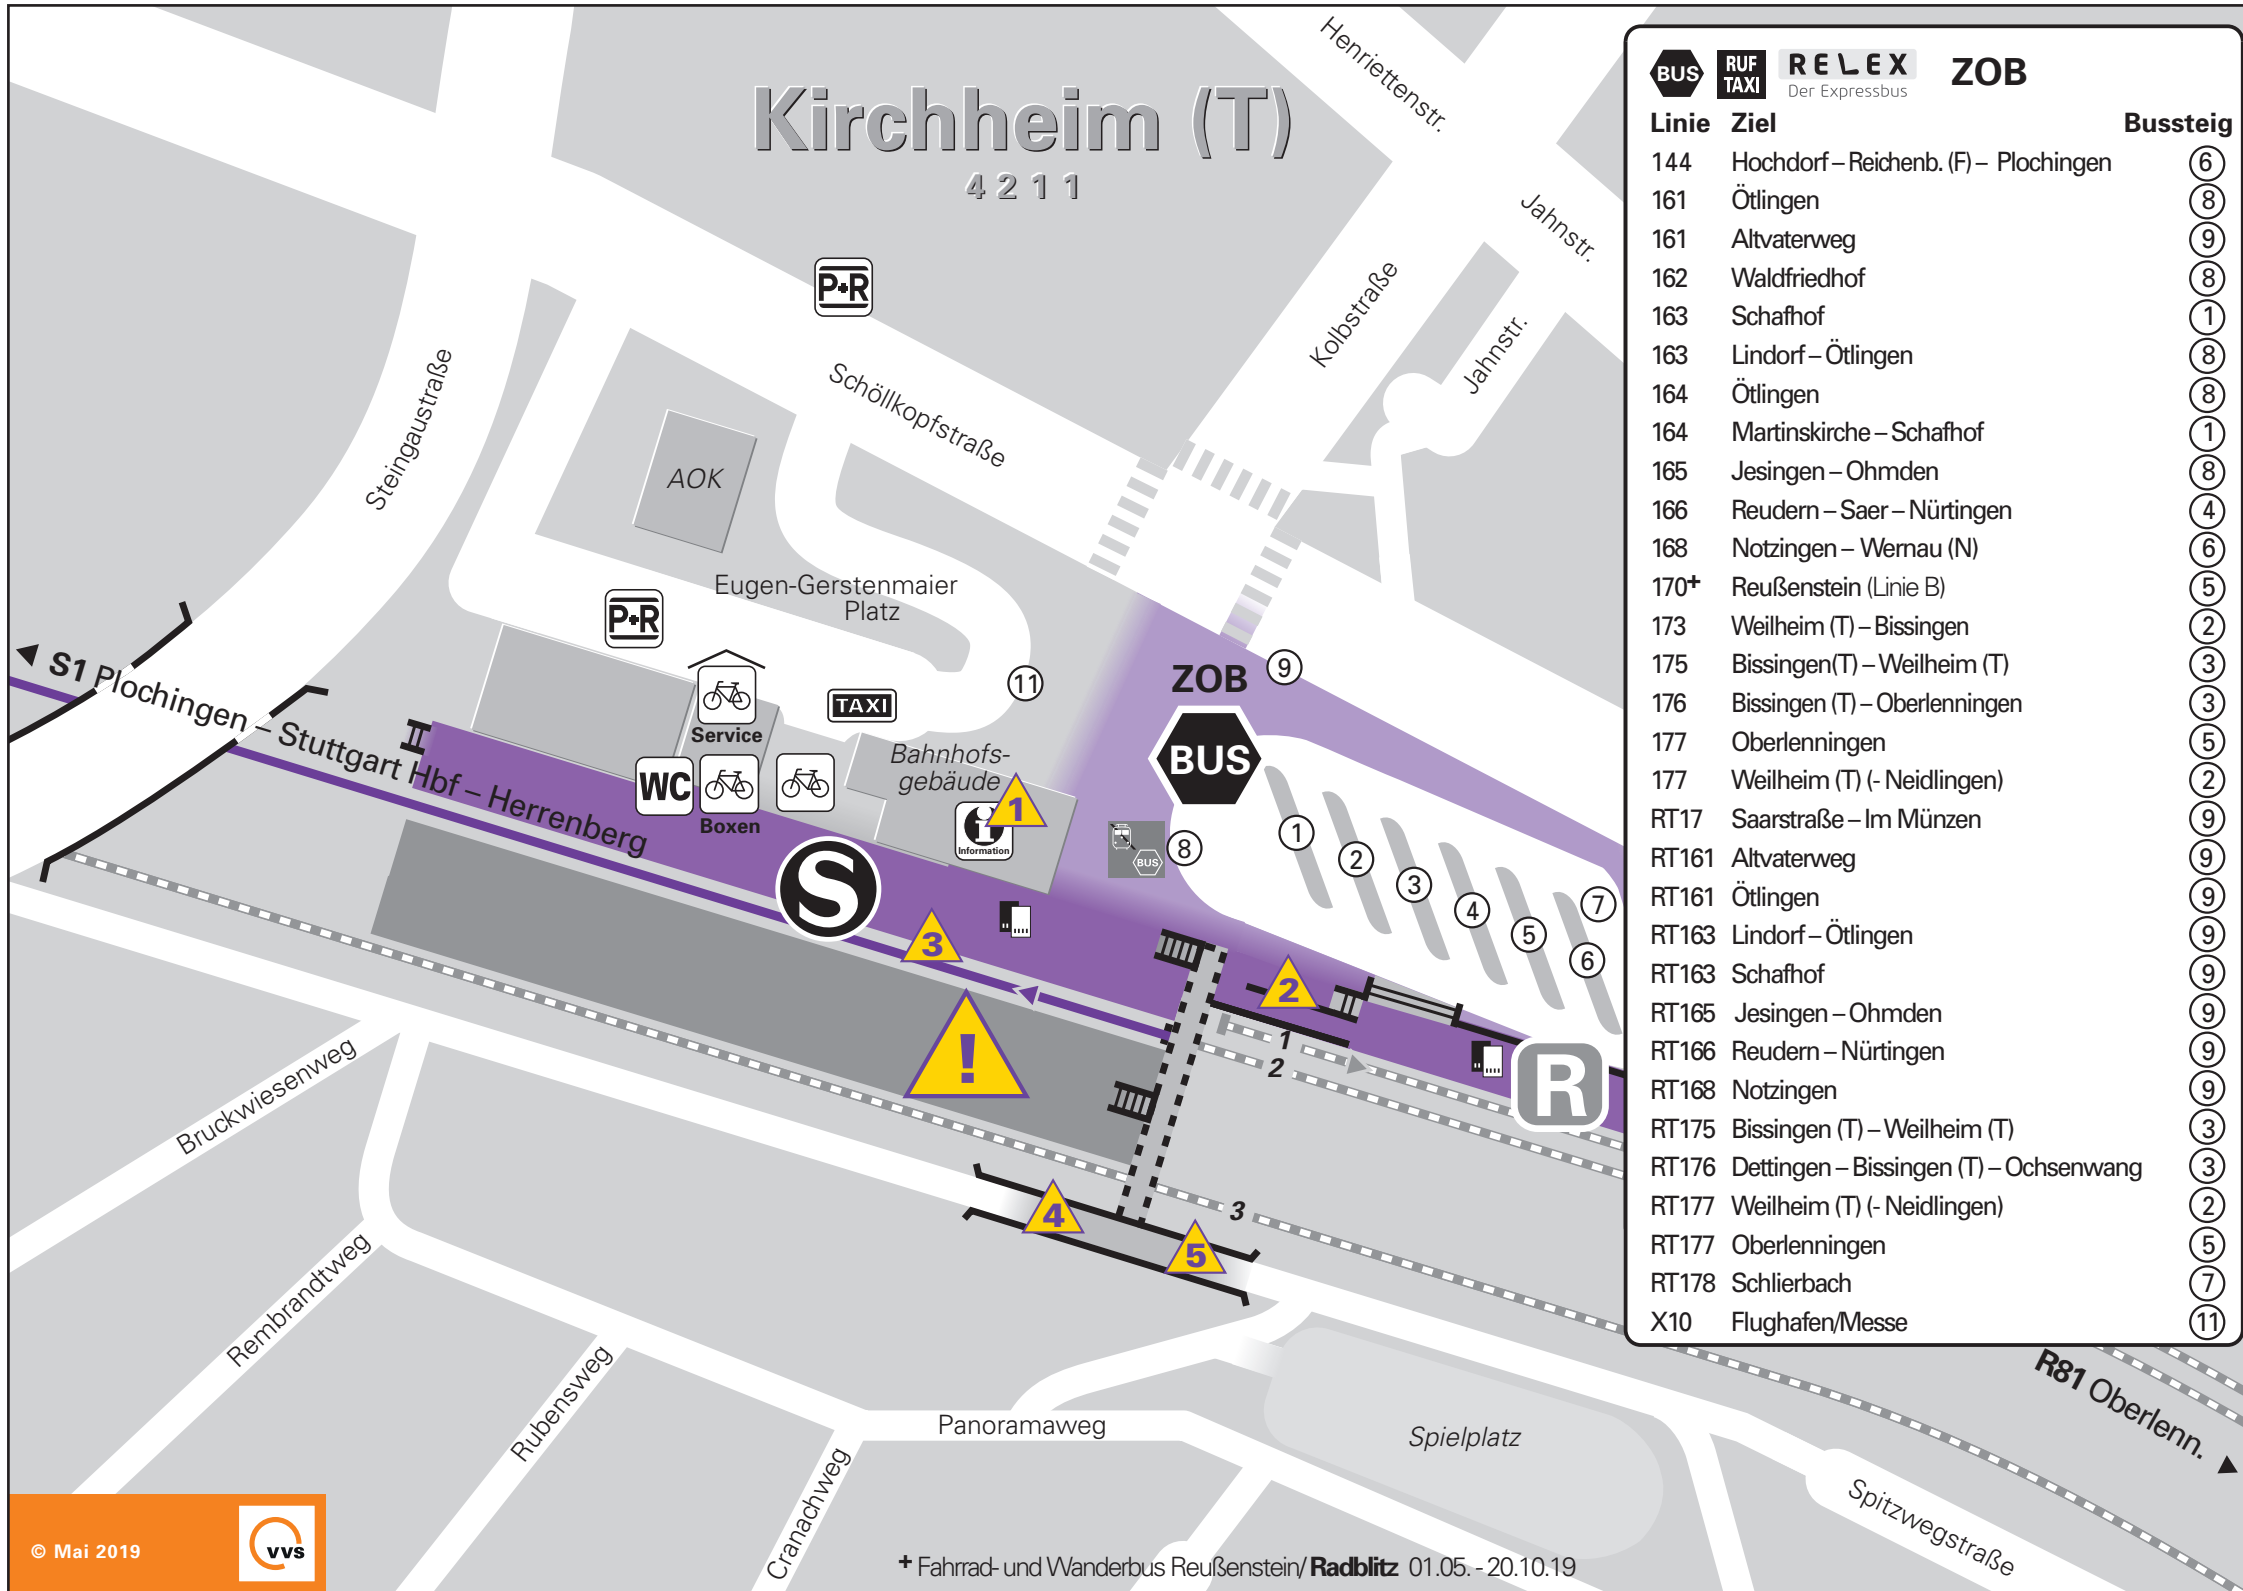 Kirchheim (T)
4211
Henriettenstr.
Jahnstr.
Kolbstraße
Jahnstr.
Schöllkopfstraße
Steingaustraße
P+R
AOK
Eugen-Gerstenmaier
Platz
P+R
Service
TAXI
11
Bahnhofs-
gebäude
WC
Boxen
i
Information
1
ZOB
9
BUS
BUS
8
1
2
3
4
5
6
7
S1 Plochingen – Stuttgart Hbf – Herrenberg
S
3
!
2
1
2
R
4
5
3
Bruckwiesenweg
Rembrandtweg
Rubensweg
Cranachweg
Panoramaweg
Spielplatz
Spitzwegstraße
R81 Oberlenn.
BUS RUF TAXI RELEX Der Expressbus ZOB
Linie Ziel Bussteig
144 Hochdorf – Reichenb. (F) – Plochingen 6
161 Ötlingen 8
161 Altvaterweg 9
162 Waldfriedhof 8
163 Schafhof 1
163 Lindorf – Ötlingen 8
164 Ötlingen 8
164 Martinskirche – Schafhof 1
165 Jesingen – Ohmden 8
166 Reudern – Saer – Nürtingen 4
168 Notzingen – Wernau (N) 6
170+ Reußenstein (Linie B) 5
173 Weilheim (T) – Bissingen 2
175 Bissingen(T) – Weilheim (T) 3
176 Bissingen (T) – Oberlenningen 3
177 Oberlenningen 5
177 Weilheim (T) (- Neidlingen) 2
RT17 Saarstraße – Im Münzen 9
RT161 Altvaterweg 9
RT161 Ötlingen 9
RT163 Lindorf – Ötlingen 9
RT163 Schafhof 9
RT165 Jesingen – Ohmden 9
RT166 Reudern – Nürtingen 9
RT168 Notzingen 9
RT175 Bissingen (T) – Weilheim (T) 3
RT176 Dettingen – Bissingen (T) – Ochsenwang 3
RT177 Weilheim (T) (- Neidlingen) 2
RT177 Oberlenningen 5
RT178 Schlierbach 7
X10 Flughafen/Messe 11
© Mai 2019
vvs
+ Fahrrad- und Wanderbus Reußenstein/ Radblitz 01.05. - 20.10.19